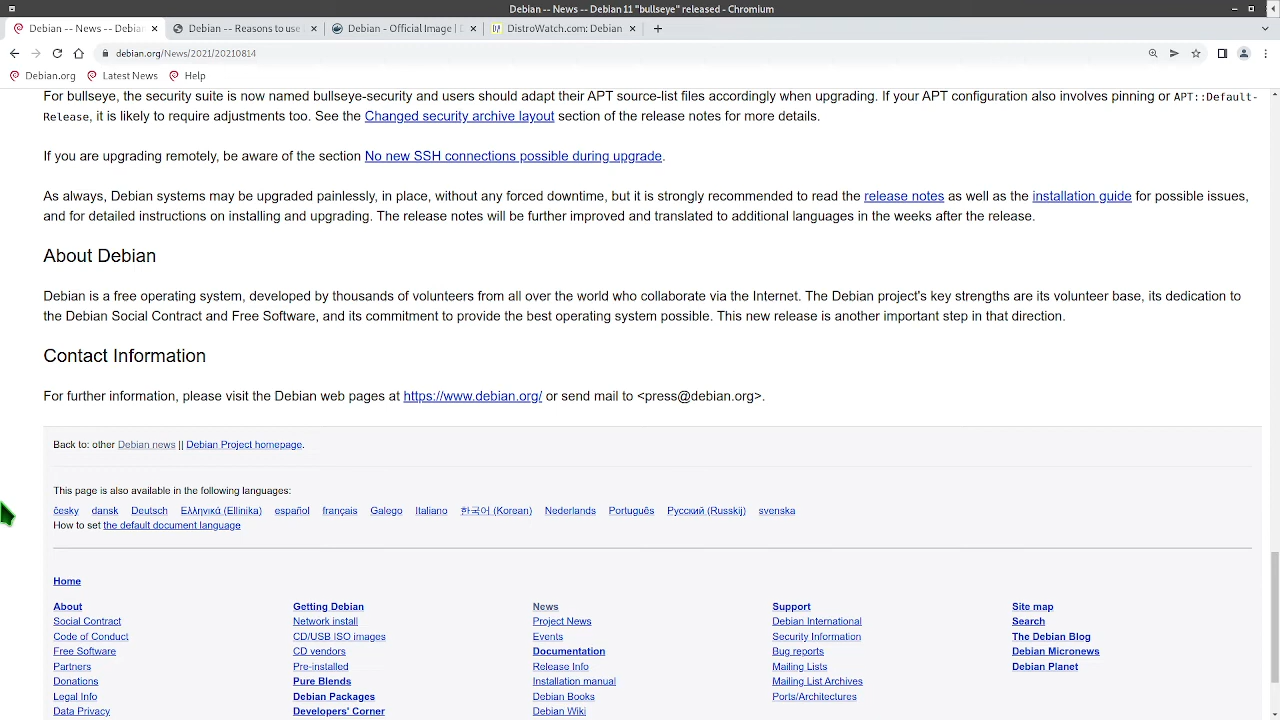 Debian -- News -- Debian 11 "bullseye" released - Chromium
Debian -- News -- Debian
Debian -- Reasons to use
Debian - Official Image | D
DistroWatch.com: Debian
debian.org/News/2021/20210814
Debian.org
Latest News
Help
For bullseye, the security suite is now named bullseye-security and users should adapt their APT source-list files accordingly when upgrading. If your APT configuration also involves pinning or APT::Default-
Release, it is likely to require adjustments too. See the Changed security archive layout section of the release notes for more details.
If you are upgrading remotely, be aware of the section No new SSH connections possible during upgrade.
As always, Debian systems may be upgraded painlessly, in place, without any forced downtime, but it is strongly recommended to read the release notes as well as the installation guide for possible issues,
and for detailed instructions on installing and upgrading. The release notes will be further improved and translated to additional languages in the weeks after the release.
About Debian
Debian is a free operating system, developed by thousands of volunteers from all over the world who collaborate via the Internet. The Debian project's key strengths are its volunteer base, its dedication to
the Debian Social Contract and Free Software, and its commitment to provide the best operating system possible. This new release is another important step in that direction.
Contact Information
For further information, please visit the Debian web pages at https://www.debian.org/ or send mail to <press@debian.org>.
Back to: other Debian news || Debian Project homepage.
This page is also available in the following languages:
česky dansk Deutsch Ελληνικά (Ellinika) español français Galego Italiano 한국어 (Korean) Nederlands Português Русский (Russkij) svenska
How to set the default document language
Home
About
Social Contract
Code of Conduct
Free Software
Partners
Donations
Legal Info
Data Privacy
Getting Debian
Network install
CD/USB ISO images
CD vendors
Pre-installed
Pure Blends
Debian Packages
Developers' Corner
News
Project News
Events
Documentation
Release Info
Installation manual
Debian Books
Debian Wiki
Support
Debian International
Security Information
Bug reports
Mailing Lists
Mailing List Archives
Ports/Architectures
Site map
Search
The Debian Blog
Debian Micronews
Debian Planet